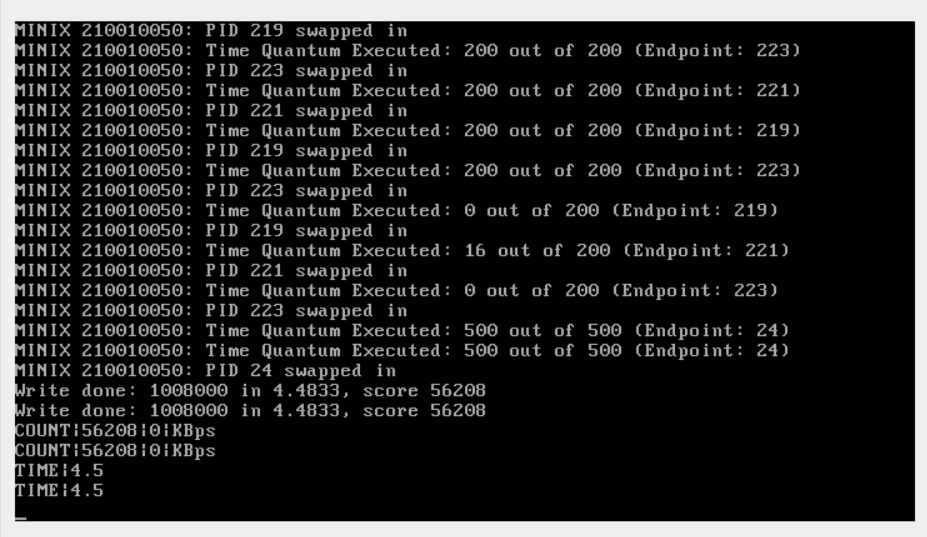 MINIX 210010050: PID 219 swapped in
MINIX 210010050: Time Quantum Executed: 200 out of 200 (Endpoint: 223)
MINIX 210010050: PID 223 swapped in
MINIX 210010050: Time Quantum Executed: 200 out of 200 (Endpoint: 221)
MINIX 210010050: PID 221 swapped in
MINIX 210010050: Time Quantum Executed: 200 out of 200 (Endpoint: 219)
MINIX 210010050: PID 219 swapped in
MINIX 210010050: Time Quantum Executed: 200 out of 200 (Endpoint: 223)
MINIX 210010050: PID 223 swapped in
MINIX 210010050: Time Quantum Executed: 0 out of 200 (Endpoint: 219)
MINIX 210010050: PID 219 swapped in
MINIX 210010050: Time Quantum Executed: 16 out of 200 (Endpoint: 221)
MINIX 210010050: PID 221 swapped in
MINIX 210010050: Time Quantum Executed: 0 out of 200 (Endpoint: 223)
MINIX 210010050: PID 223 swapped in
MINIX 210010050: Time Quantum Executed: 500 out of 500 (Endpoint: 24)
MINIX 210010050: Time Quantum Executed: 500 out of 500 (Endpoint: 24)
MINIX 210010050: PID 24 swapped in
Write done: 1008000 in 4.4833, score 56208
Write done: 1008000 in 4.4833, score 56208
COUNT|56208|0|KBps
COUNT|56208|0|KBps
TIME|4.5
TIME|4.5